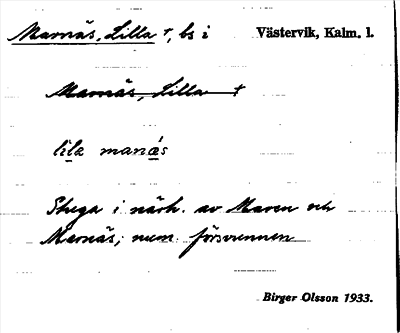 Marnäs, Lilla †, bs i Västervik, Kalm. l.
Marnäs, Lilla †
lila manäs
Stuga i närh. av Maren och
Marnäs; num. försvunnen
Birger Olsson 1933.